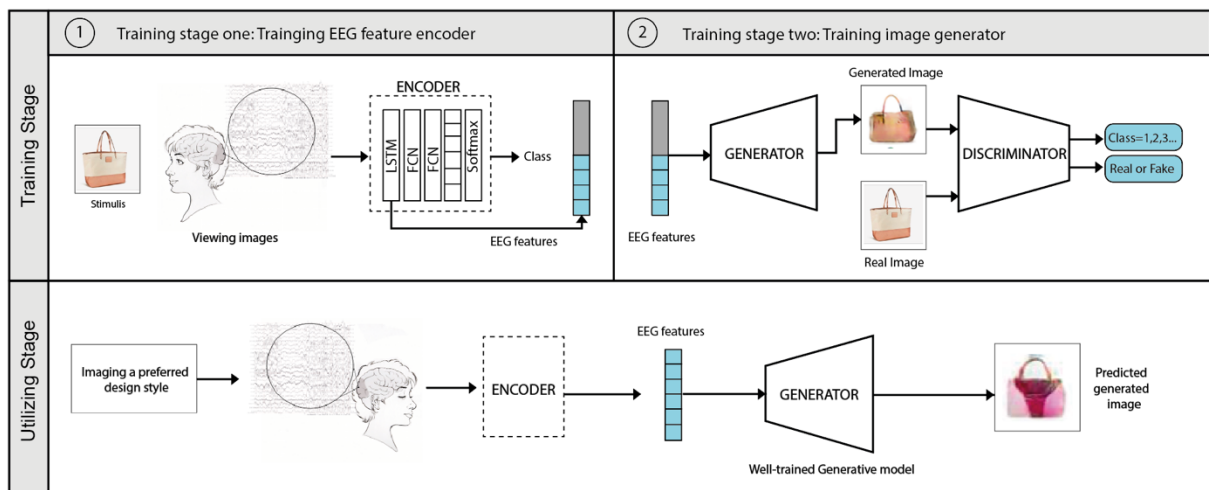 1 Training stage one: Trainging EEG feature encoder
2 Training stage two: Training image generator
Training Stage
Stimulis
Viewing images
ENCODER
LSTM
FCN
FCN
Softmax
Class
EEG features
EEG features
GENERATOR
Generated Image
Real Image
DISCRIMINATOR
Class=1,2,3...
Real or Fake
Utilizing Stage
Imaging a preferred
design style
ENCODER
EEG features
GENERATOR
Well-trained Generative model
Predicted
generated
image